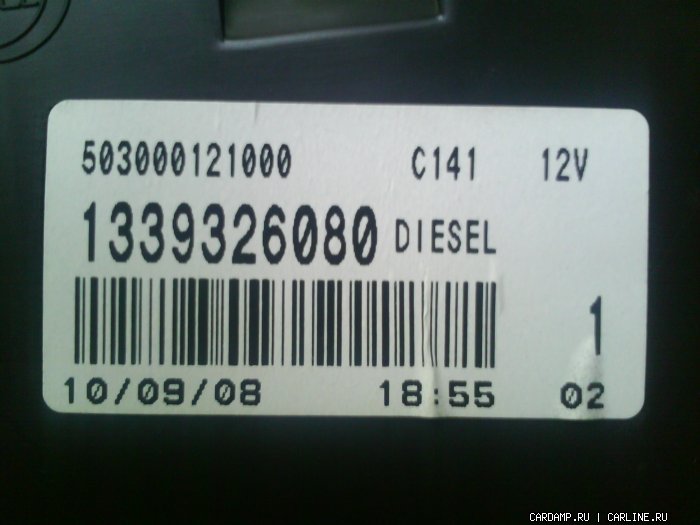 503000121000 C141 12V
1339326080 DIESEL
1
10/09/08 18:55 02
CARDAMP.RU | CARLINE.RU